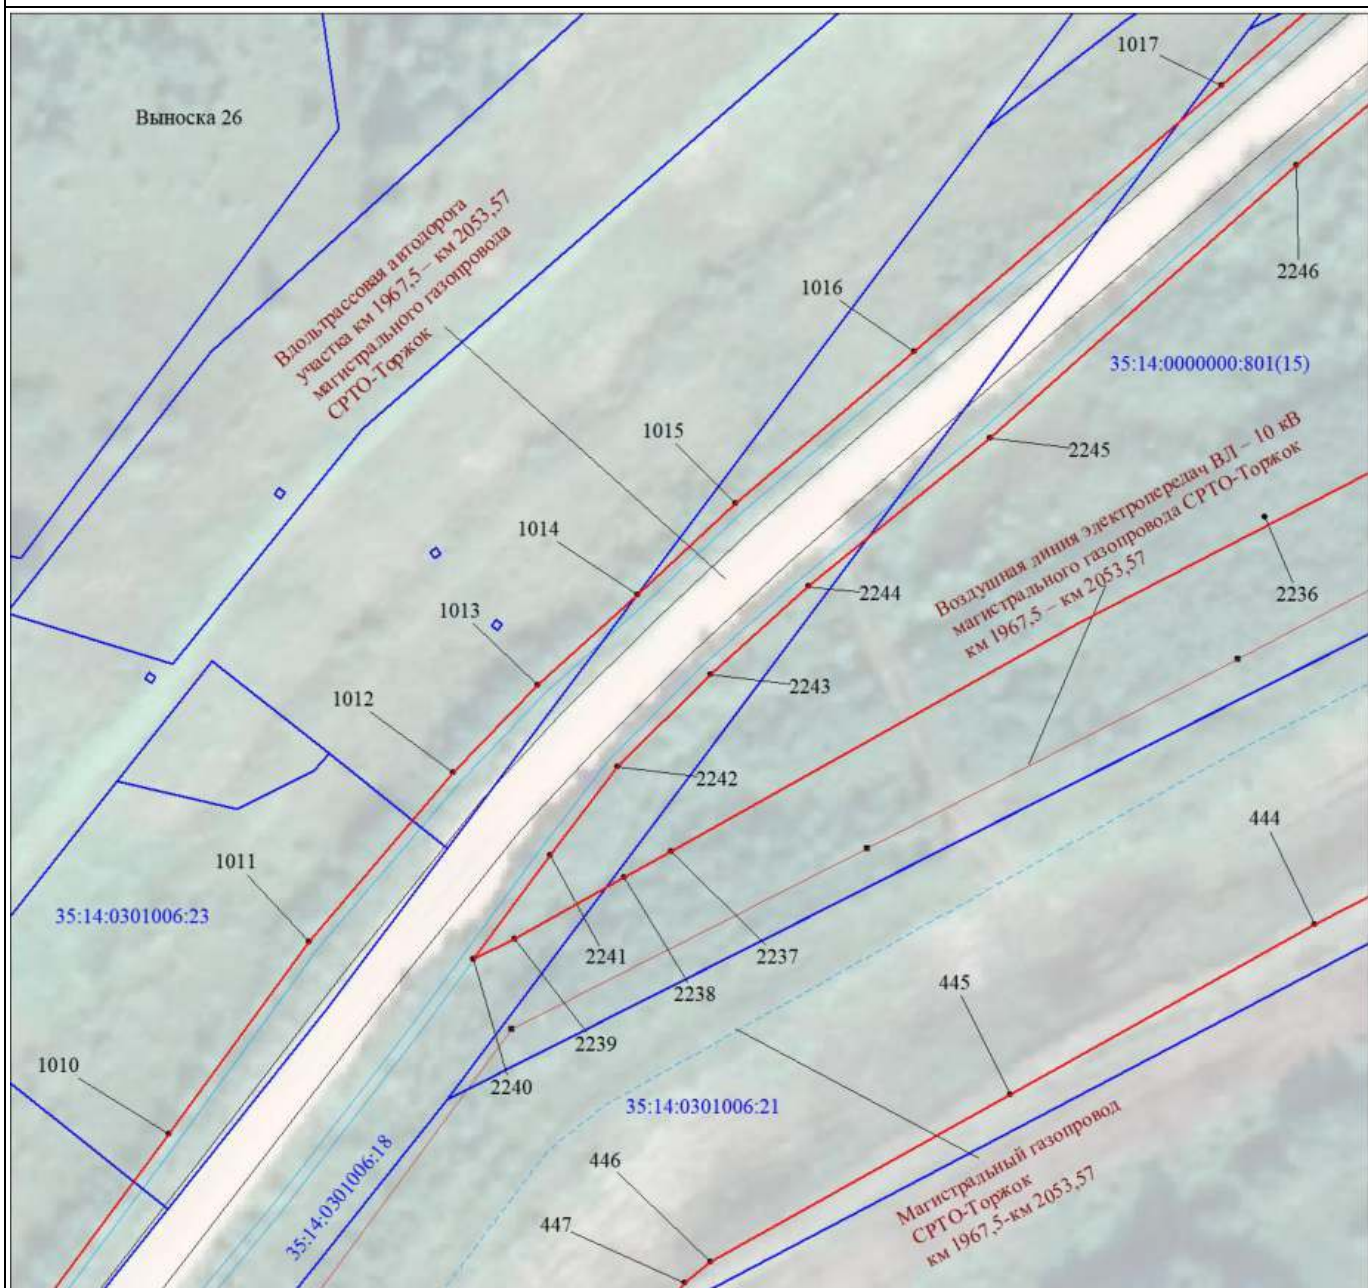 1017
Выноска 26
Вдольтрассовая автодорога
участка км 1967,5 – км 2053,57
магистрального газопровода
СРТО-Торжок
2246
1016
35:14:0000000:801(15)
1015
2245
Воздушная линия электропередач ВЛ – 10 кВ
магистрального газопровода СРТО-Торжок
км 1967,5 – км 2053,57
1014
2244
2236
1013
2243
1012
2242
444
1011
35:14:0301006:23
2241
2237
2238
445
2239
1010
2240
35:14:0301006:21
35:14:0301006:18
446
Магистральный газопровод
СРТО-Торжок
км 1967,5-км 2053,57
447